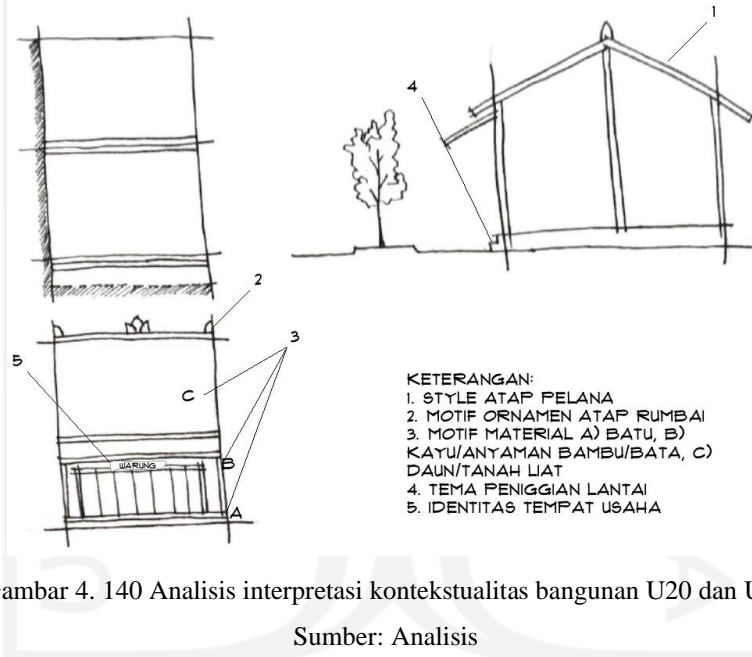 1
4
2
3
5
C
WARUNG
B
A
KETERANGAN:
1. STYLE ATAP PELANA
2. MOTIF ORNAMEN ATAP RUMBAI
3. MOTIF MATERIAL A) BATU, B)
KAYU/ANYAMAN BAMBU/BATA, C)
DAUN/TANAH LIAT
4. TEMA PENIGGIAN LANTAI
5. IDENTITAS TEMPAT USAHA
ambar 4. 140 Analisis interpretasi kontekstualitas bangunan U20 dan U
Sumber: Analisis